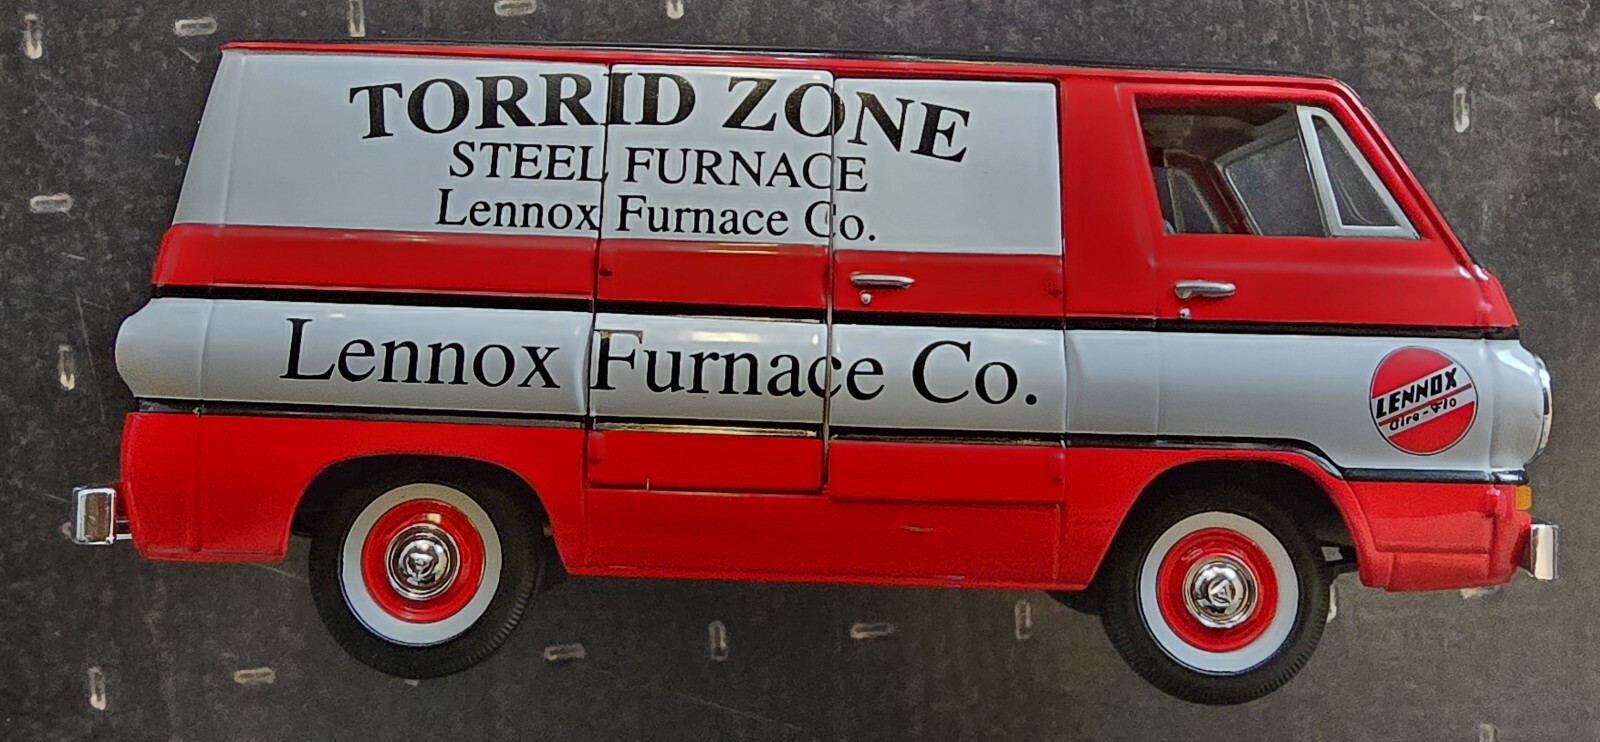 TORRID ZONE
STEEL FURNACE
Lennox Furnace Co.
Lennox Furnace Co.
LENNOX
Aire-Flo